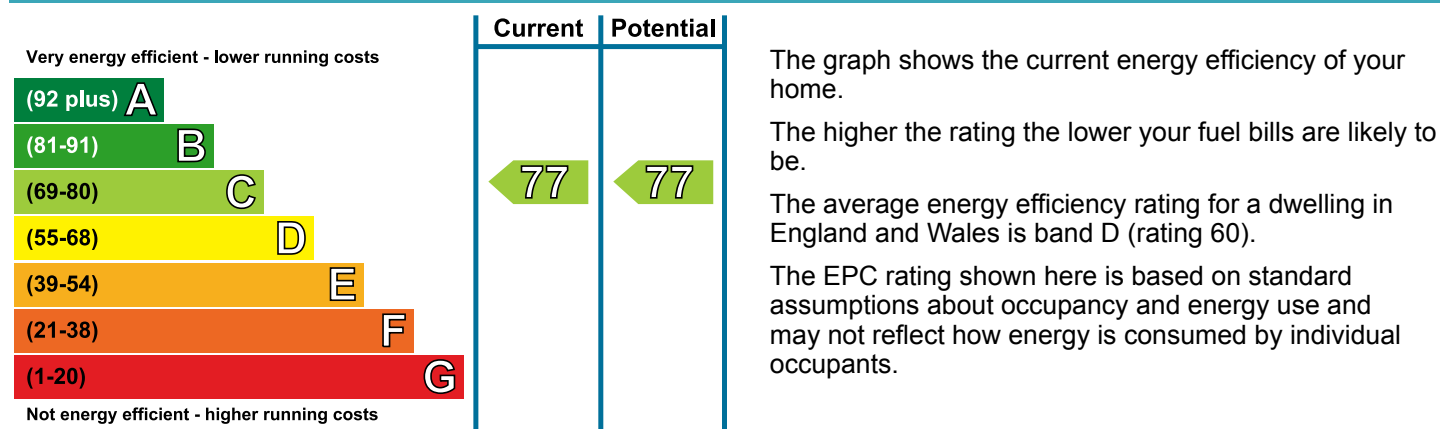 Current Potential
Very energy efficient - lower running costs
(92 plus) A
(81-91) B
(69-80) C
77 77
(55-68) D
(39-54) E
(21-38) F
(1-20) G
Not energy efficient - higher running costs
The graph shows the current energy efficiency of your
home.
The higher the rating the lower your fuel bills are likely to
be.
The average energy efficiency rating for a dwelling in
England and Wales is band D (rating 60).
The EPC rating shown here is based on standard
assumptions about occupancy and energy use and
may not reflect how energy is consumed by individual
occupants.